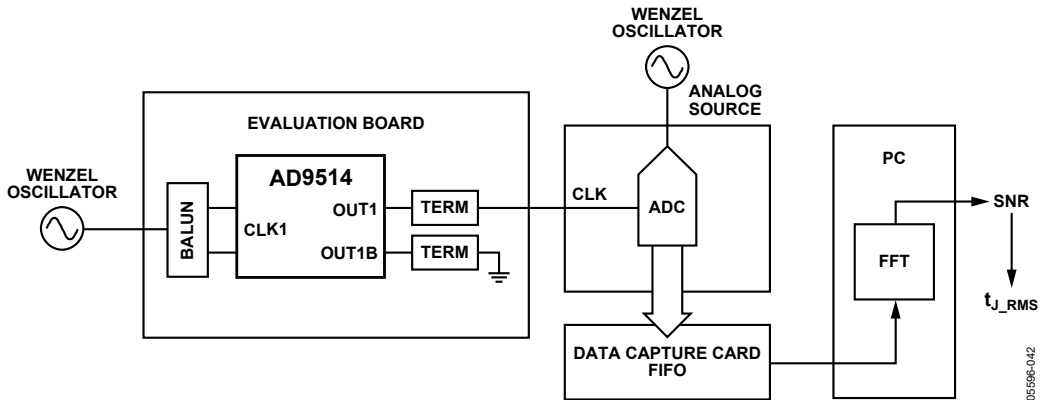 WENZEL
OSCILLATOR
BALUN
EVALUATION BOARD
AD9514
CLK1
OUT1
OUT1B
TERM
TERM
WENZEL
OSCILLATOR
ANALOG
SOURCE
CLK
ADC
DATA CAPTURE CARD
FIFO
PC
FFT
SNR
tJ_RMS
05596-042